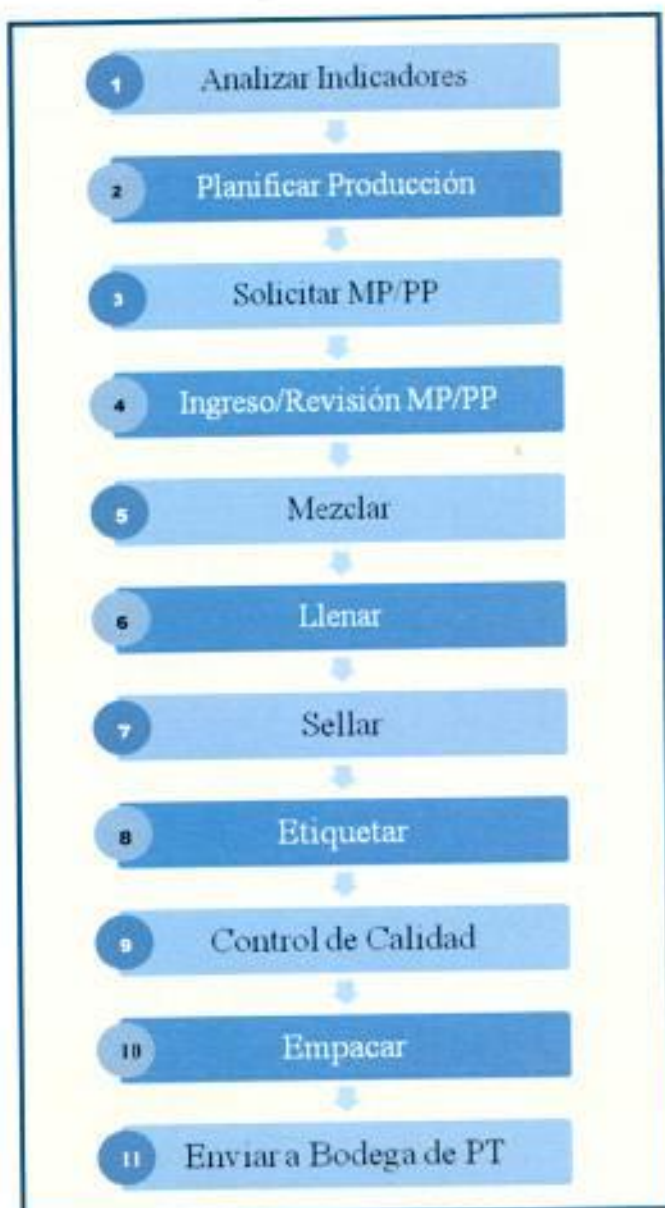 1 Analizar Indicadores
2 Planificar Producción
3 Solicitar MP/PP
4 Ingreso/Revisión MP/PP
5 Mezclar
6 Llenar
7 Sellar
8 Etiquetar
9 Control de Calidad
10 Empacar
11 Enviar a Bodega de PT